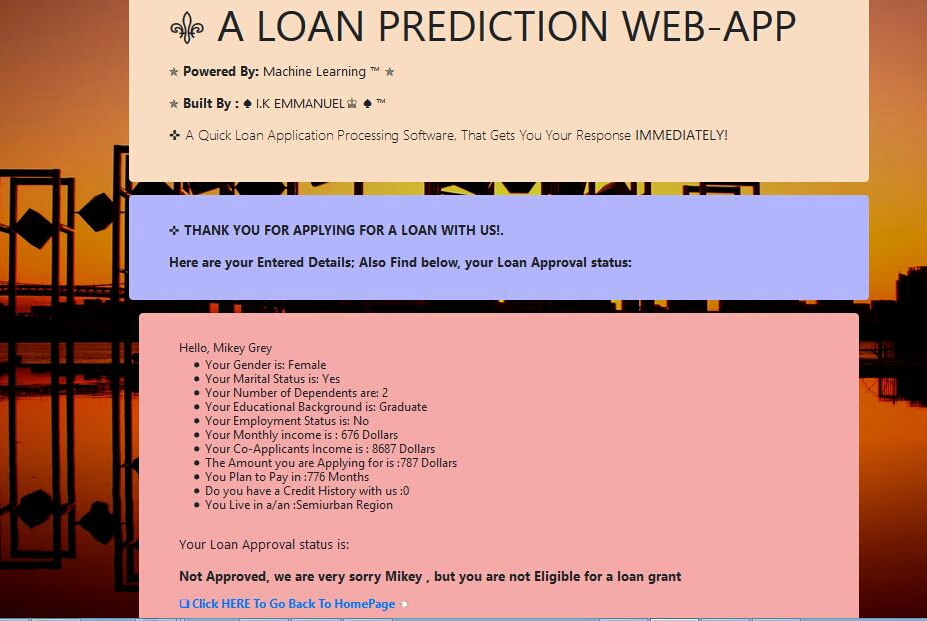 ⚜ A LOAN PREDICTION WEB-APP
✯ Powered By: Machine Learning ™ ✯
✯ Built By : ♠ I.K EMMANUEL♔ ♠ ™
✜ A Quick Loan Application Processing Software, That Gets You Your Response IMMEDIATELY!
✜ THANK YOU FOR APPLYING FOR A LOAN WITH US!.
Here are your Entered Details; Also Find below, your Loan Approval status:
Hello, Mikey Grey
● Your Gender is: Female
● Your Marital Status is: Yes
● Your Number of Dependents are: 2
● Your Educational Background is: Graduate
● Your Employment Status is: No
● Your Monthly income is : 676 Dollars
● Your Co-Applicants Income is : 8687 Dollars
● The Amount you are Applying for is :787 Dollars
● You Plan to Pay in :776 Months
● Do you have a Credit History with us :0
● You Live in a/an :Semiurban Region
Your Loan Approval status is:
Not Approved, we are very sorry Mikey , but you are not Eligible for a loan grant
❏ Click HERE To Go Back To HomePage